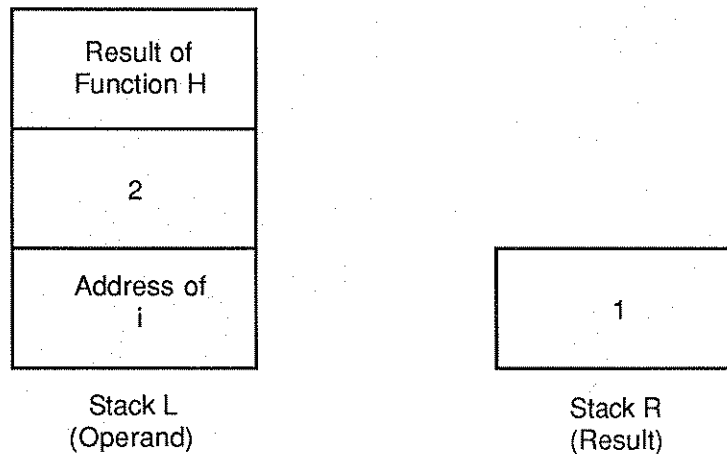 Result of
Function H
2
Address of
i
1
Stack L
(Operand)
Stack R
(Result)